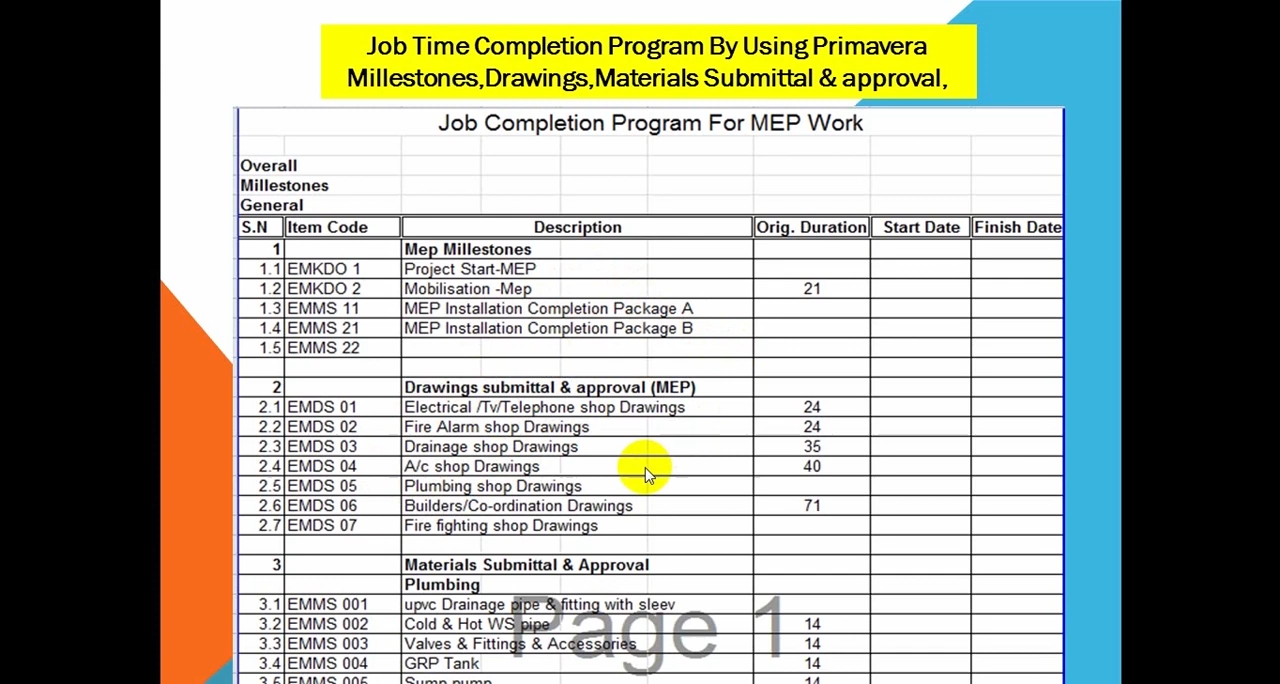 Job Time Completion Program By Using Primavera
Millestones,Drawings,Materials Submittal & approval,
Job Completion Program For MEP Work
Overall
Millestones
General
S.N Item Code Description Orig. Duration Start Date Finish Date
1 Mep Millestones
1.1 EMKDO 1 Project Start-MEP
1.2 EMKDO 2 Mobilisation -Mep 21
1.3 EMMS 11 MEP Installation Completion Package A
1.4 EMMS 21 MEP Installation Completion Package B
1.5 EMMS 22
2 Drawings submittal & approval (MEP)
2.1 EMDS 01 Electrical /Tv/Telephone shop Drawings 24
2.2 EMDS 02 Fire Alarm shop Drawings 24
2.3 EMDS 03 Drainage shop Drawings 35
2.4 EMDS 04 A/c shop Drawings 40
2.5 EMDS 05 Plumbing shop Drawings
2.6 EMDS 06 Builders/Co-ordination Drawings 71
2.7 EMDS 07 Fire fighting shop Drawings
3 Materials Submittal & Approval
Plumbing
3.1 EMMS 001 upvc Drainage pipe & fitting with sleev
3.2 EMMS 002 Cold & Hot WS pipe 14
3.3 EMMS 003 Valves & Fittings & Accessories 14
Page 1
3.4 EMMS 004 GRP Tank 14
3.5 EMMS 005 Sump pump 14